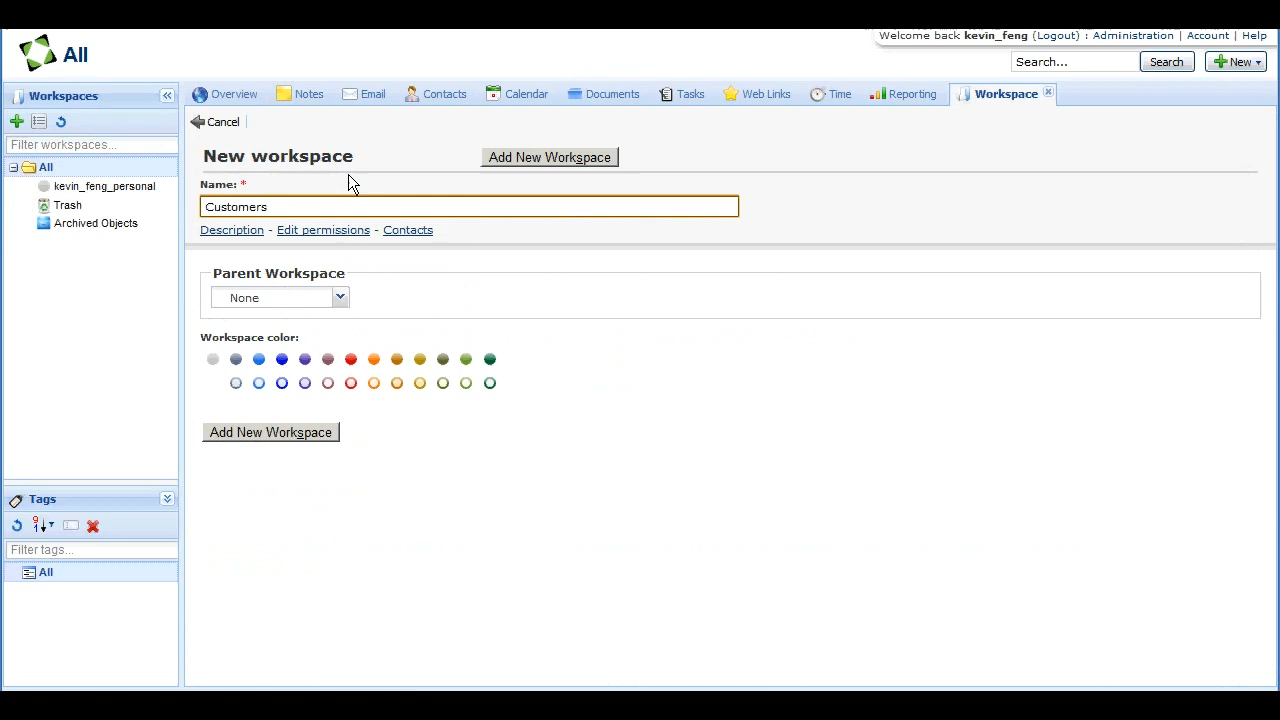 Welcome back kevin_feng (Logout) : Administration | Account | Help
All
Search...
Search
New
Workspaces
Overview
Notes
Email
Contacts
Calendar
Documents
Tasks
Web Links
Time
Reporting
Workspace
Cancel
Filter workspaces...
All
kevin_feng_personal
Trash
Archived Objects
New workspace
Add New Workspace
Name: *
Customers
Description - Edit permissions - Contacts
Parent Workspace
None
Workspace color:
Add New Workspace
Tags
Filter tags...
All